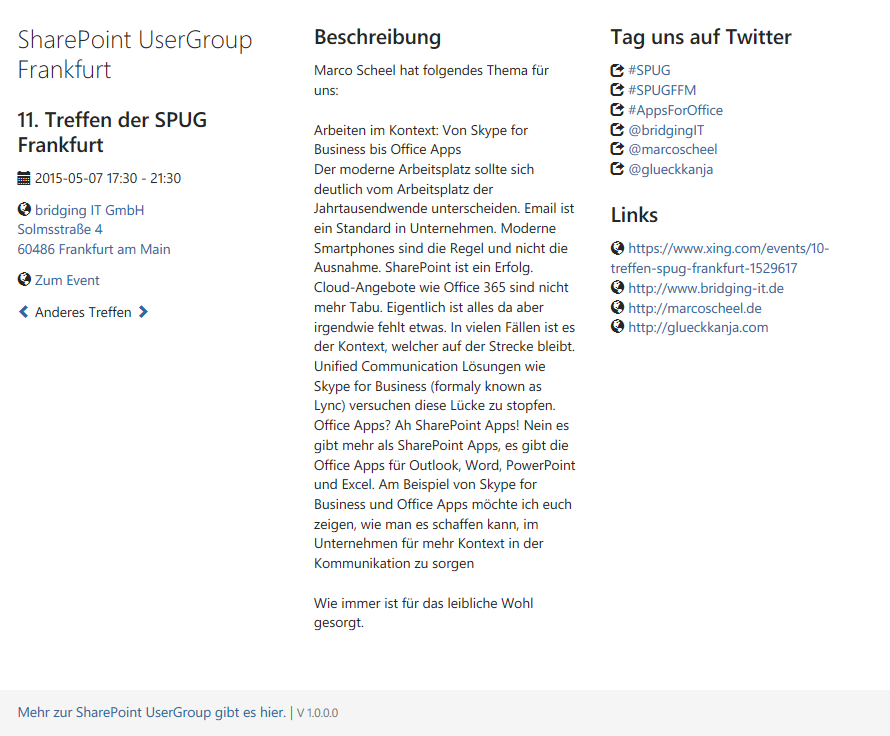 SharePoint UserGroup
Frankfurt
11. Treffen der SPUG
Frankfurt
2015-05-07 17:30 - 21:30
bridging IT GmbH
Solmsstraße 4
60486 Frankfurt am Main
Zum Event
Anderes Treffen
Beschreibung
Marco Scheel hat folgendes Thema für
uns:
Arbeiten im Kontext: Von Skype for
Business bis Office Apps
Der moderne Arbeitsplatz sollte sich
deutlich vom Arbeitsplatz der
Jahrtausendwende unterscheiden. Email ist
ein Standard in Unternehmen. Moderne
Smartphones sind die Regel und nicht die
Ausnahme. SharePoint ist ein Erfolg.
Cloud-Angebote wie Office 365 sind nicht
mehr Tabu. Eigentlich ist alles da aber
irgendwie fehlt etwas. In vielen Fällen ist es
der Kontext, welcher auf der Strecke bleibt.
Unified Communication Lösungen wie
Skype for Business (formaly known as
Lync) versuchen diese Lücke zu stopfen.
Office Apps? Ah SharePoint Apps! Nein es
gibt mehr als SharePoint Apps, es gibt die
Office Apps für Outlook, Word, PowerPoint
und Excel. Am Beispiel von Skype for
Business und Office Apps möchte ich euch
zeigen, wie man es schaffen kann, im
Unternehmen für mehr Kontext in der
Kommunikation zu sorgen
Wie immer ist für das leibliche Wohl
gesorgt.
Tag uns auf Twitter
#SPUG
#SPUGFFM
#AppsForOffice
@bridgingIT
@marcoscheel
@glueckkanja
Links
https://www.xing.com/events/10-
treffen-spug-frankfurt-1529617
http://www.bridging-it.de
http://marcoscheel.de
http://glueckkanja.com
Mehr zur SharePoint UserGroup gibt es hier. | V 1.0.0.0